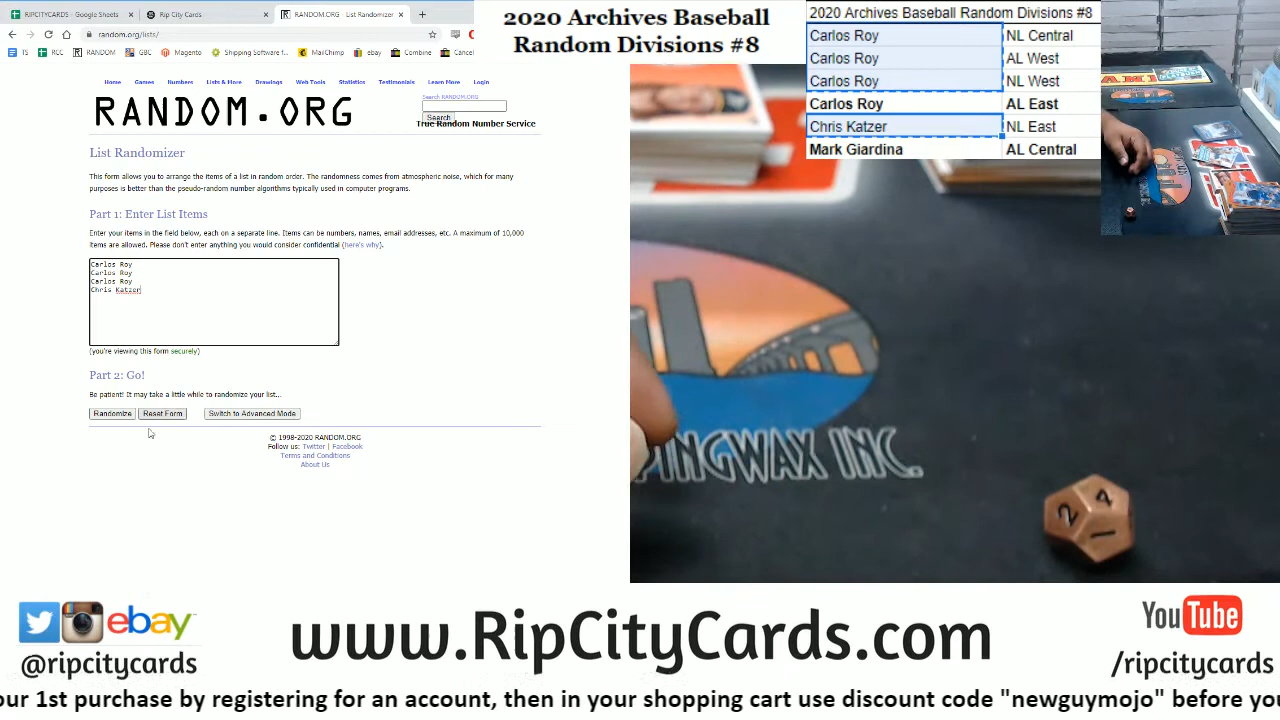 RIPCITYCARDS - Google Sheets
Rip City Cards
RANDOM.ORG - List Randomizer
random.org/lists/
TS
RCC
RANDOM
GBC
Magento
Shipping Software f...
MailChimp
ebay
Combine
Cancel
Home
Games
Numbers
Lists & More
Drawings
Web Tools
Statistics
Testimonials
Learn More
Login
RANDOM.ORG
Search RANDOM.ORG
Search
True Random Number Service
List Randomizer
This form allows you to arrange the items of a list in random order. The randomness comes from atmospheric noise, which for many
purposes is better than the pseudo-random number algorithms typically used in computer programs.
Part 1: Enter List Items
Enter your items in the field below, each on a separate line. Items can be numbers, names, email addresses, etc. A maximum of 10,000
items are allowed. Please don't enter anything you would consider confidential (here's why).
Carlos Roy
Carlos Roy
Carlos Roy
Chris Katzer
(you're viewing this form securely)
Part 2: Go!
Be patient! It may take a little while to randomize your list...
Randomize
Reset Form
Switch to Advanced Mode
© 1998-2020 RANDOM.ORG
Follow us: Twitter | Facebook
Terms and Conditions
About Us
2020 Archives Baseball
Random Divisions #8
2020 Archives Baseball Random Divisions #8
Carlos Roy NL Central
Carlos Roy AL West
Carlos Roy NL West
Carlos Roy AL East
Chris Katzer NL East
Mark Giardina AL Central
PINGWAX INC.
2 4
1
ebay
@ripcitycards
www.RipCityCards.com
YouTube
/ripcitycards
our 1st purchase by registering for an account, then in your shopping cart use discount code "newguymojo" before you